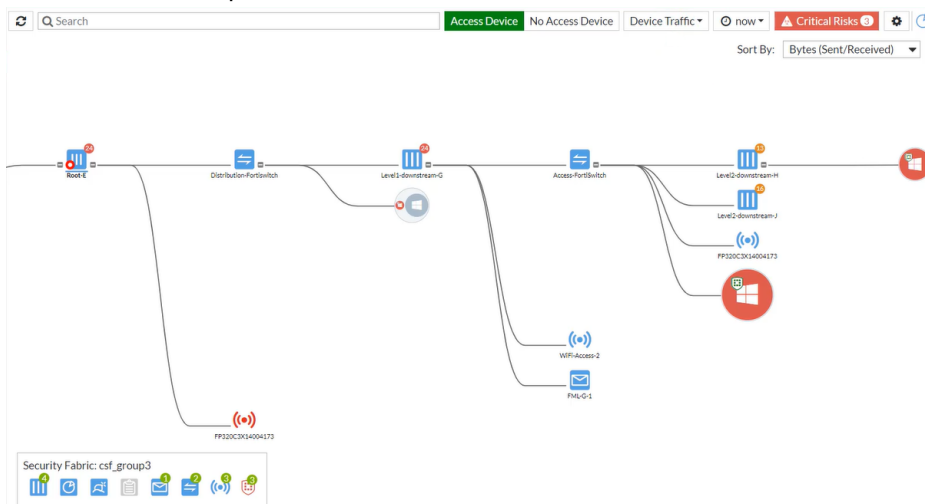 Search
Access Device No Access Device Device Traffic now Critical Risks 3
Sort By: Bytes (Sent/Received)
24
Root-E
Distribution-Fortiswitch
24
Level1-downstream-G
Access-FortiSwitch
13
Level2-downstream-H
16
Level2-downstream-J
FP320C3X14004173
WiFi-Access-2
FML-G-1
FP320C3X14004173
Security Fabric: csf_group3
4 1 2 3 3